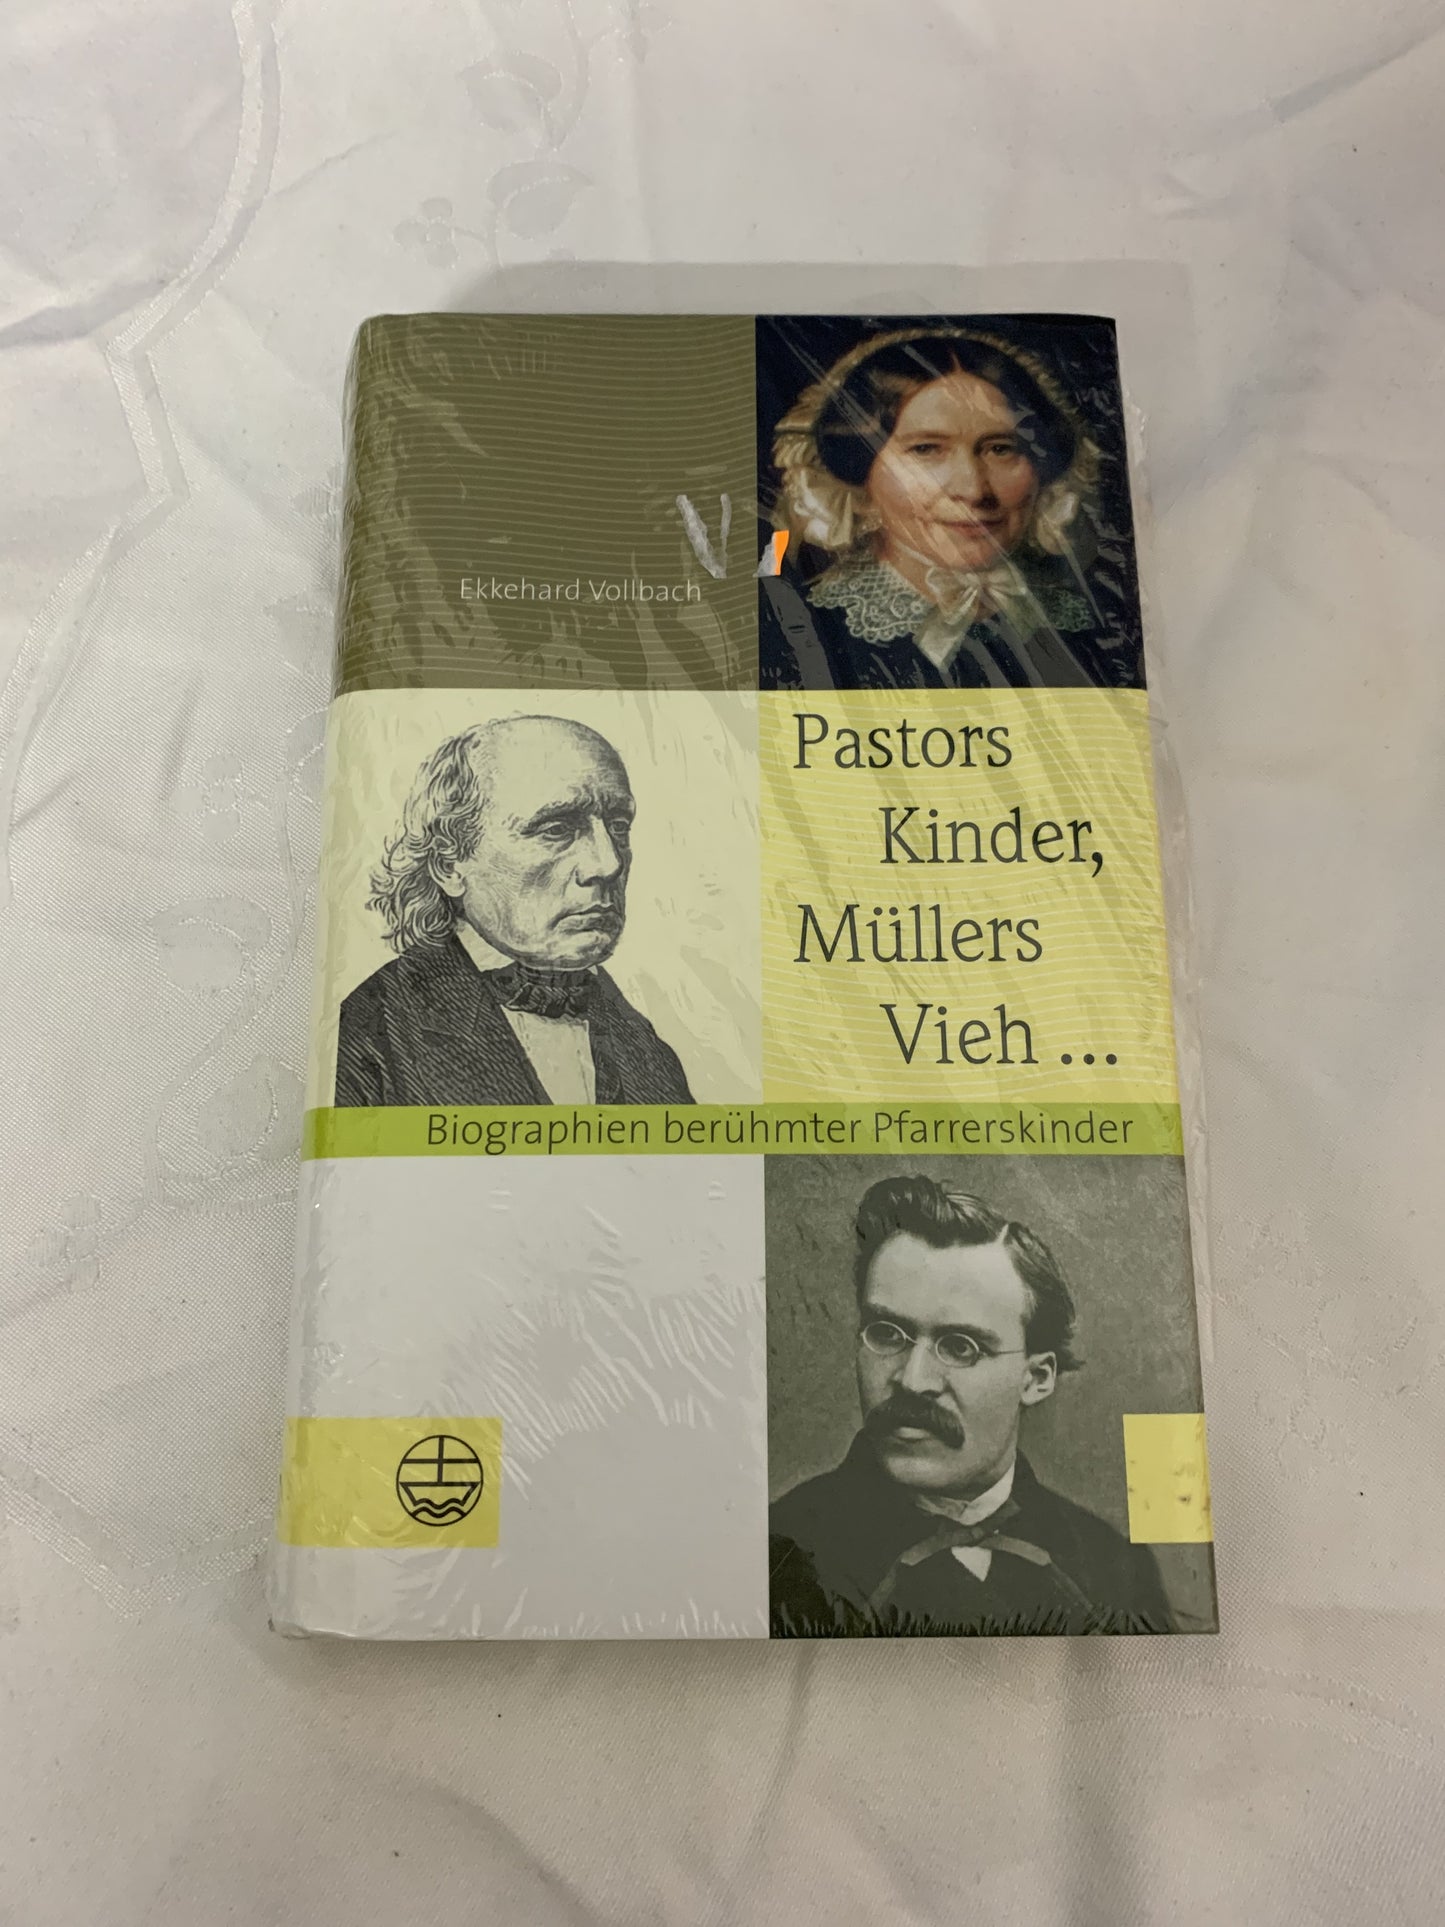 Ekkehard Vollbach
Pastors
Kinder,
Müllers
Vieh ...
Biographien berühmter Pfarrerskinder